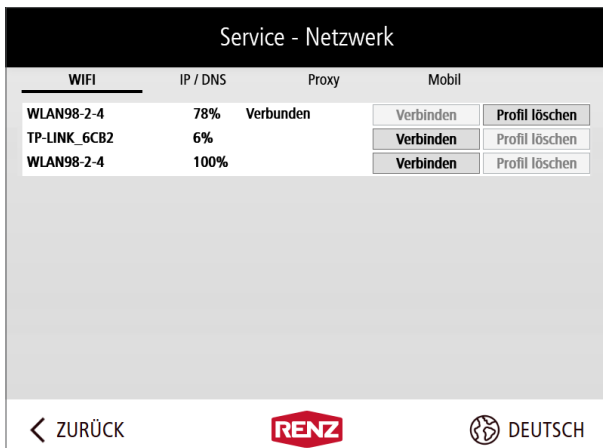 Service - Netzwerk
WIFI IP / DNS Proxy Mobil
WLAN98-2-4 78% Verbunden Verbinden Profil löschen
TP-LINK_6CB2 6% Verbinden Profil löschen
WLAN98-2-4 100% Verbinden Profil löschen
ZURÜCK RENZ DEUTSCH